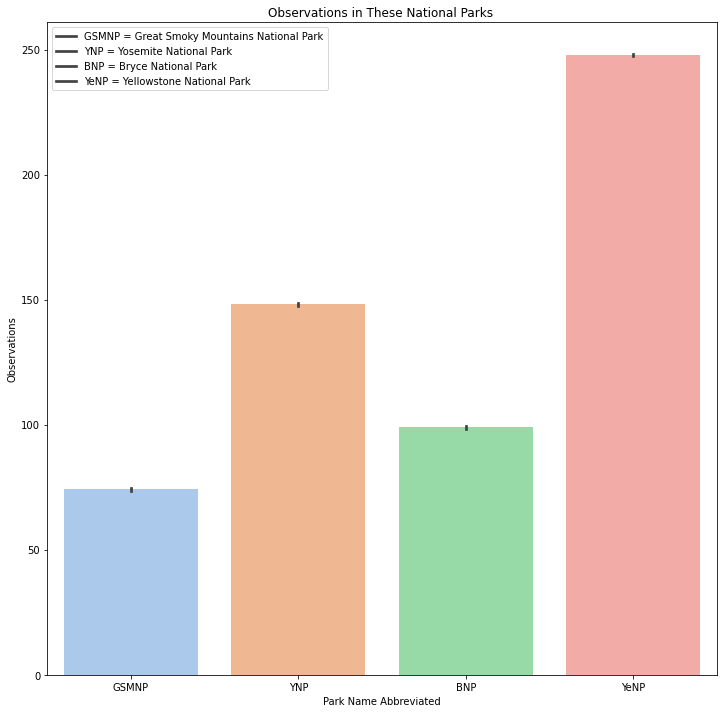 Observations in These National Parks
GSMNP = Great Smoky Mountains National Park
YNP = Yosemite National Park
BNP = Bryce National Park
YeNP = Yellowstone National Park
250
200
150
100
50
0
Observations
GSMNP YNP BNP YeNP
Park Name Abbreviated